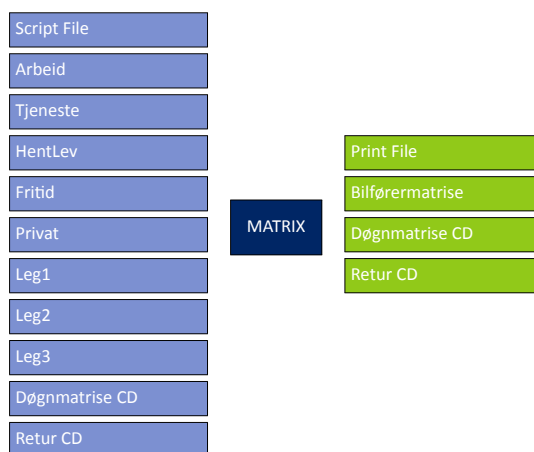 Script File
Arbeid
Tjeneste
HentLev
Fritid
Privat
Leg1
Leg2
Leg3
Døgnmatrise CD
Retur CD
MATRIX
Print File
Bilførermatrise
Døgnmatrise CD
Retur CD